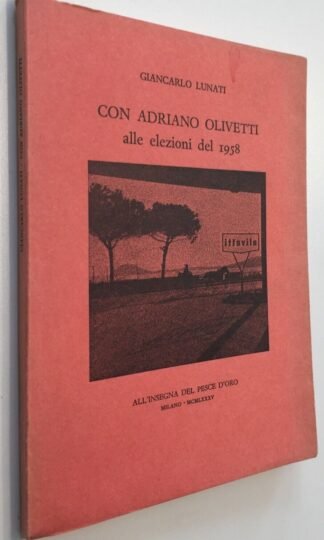 GIANCARLO LUNATI
CON ADRIANO OLIVETTI
alle elezioni del 1958
ALL'INSEGNA DEL PESCE D'ORO
MILANO · MCMLXXXV